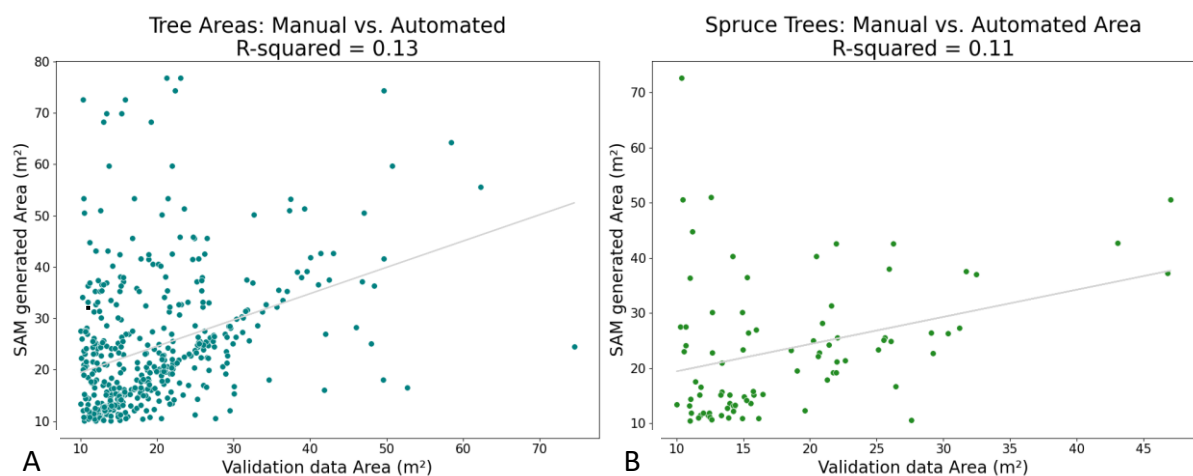 Tree Areas: Manual vs. Automated
R-squared = 0.13
80
70
60
50
40
30
20
10
SAM generated Area (m²)
10 20 30 40 50 60 70
Validation data Area (m²)
A
Spruce Trees: Manual vs. Automated Area
R-squared = 0.11
70
60
50
40
30
20
10
SAM generated Area (m²)
10 15 20 25 30 35 40 45
Validation data Area (m²)
B